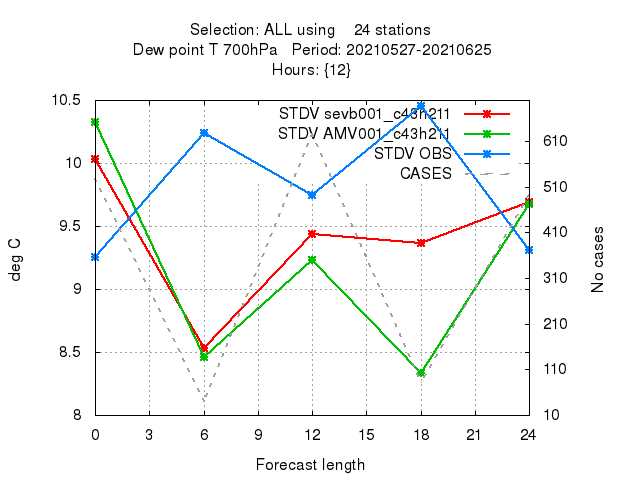 Selection: ALL using    24 stations
Dew point T 700hPa   Period: 20210527-20210625
Hours: {12}
STDV sevb001_c43h211
STDV AMV001_c43h211
STDV OBS
CASES
10.5
10
9.5
9
8.5
8
deg C
610
510
410
310
210
110
10
No cases
0 3 6 9 12 15 18 21 24
Forecast length